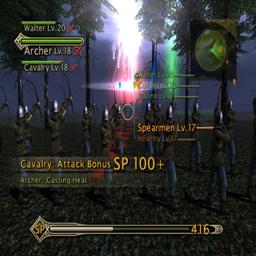 Walter Lv.20
Archer Lv.18
Cavalry Lv.18
Spearmen Lv.17
Infantry Lv.17
Cavalry: Attack Bonus SP 100+
Archer: Casting Heal
SP
416